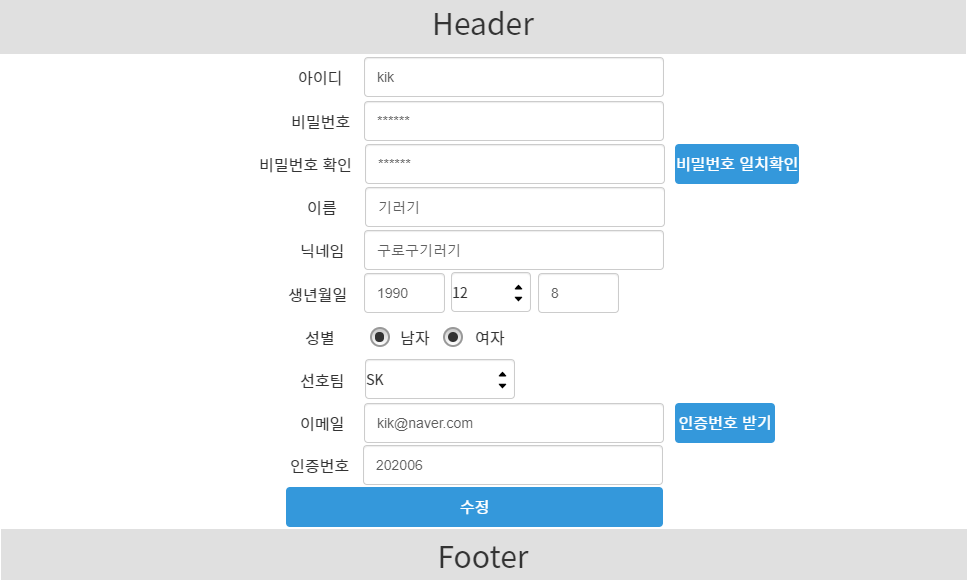 Header
아이디 kik
비밀번호 ******
비밀번호 확인 ****** 비밀번호 일치확인
이름 기러기
닉네임 구로구기러기
생년월일 1990 12 8
성별 남자 여자
선호팀 SK
이메일 kik@naver.com 인증번호 받기
인증번호 202006
수정
Footer